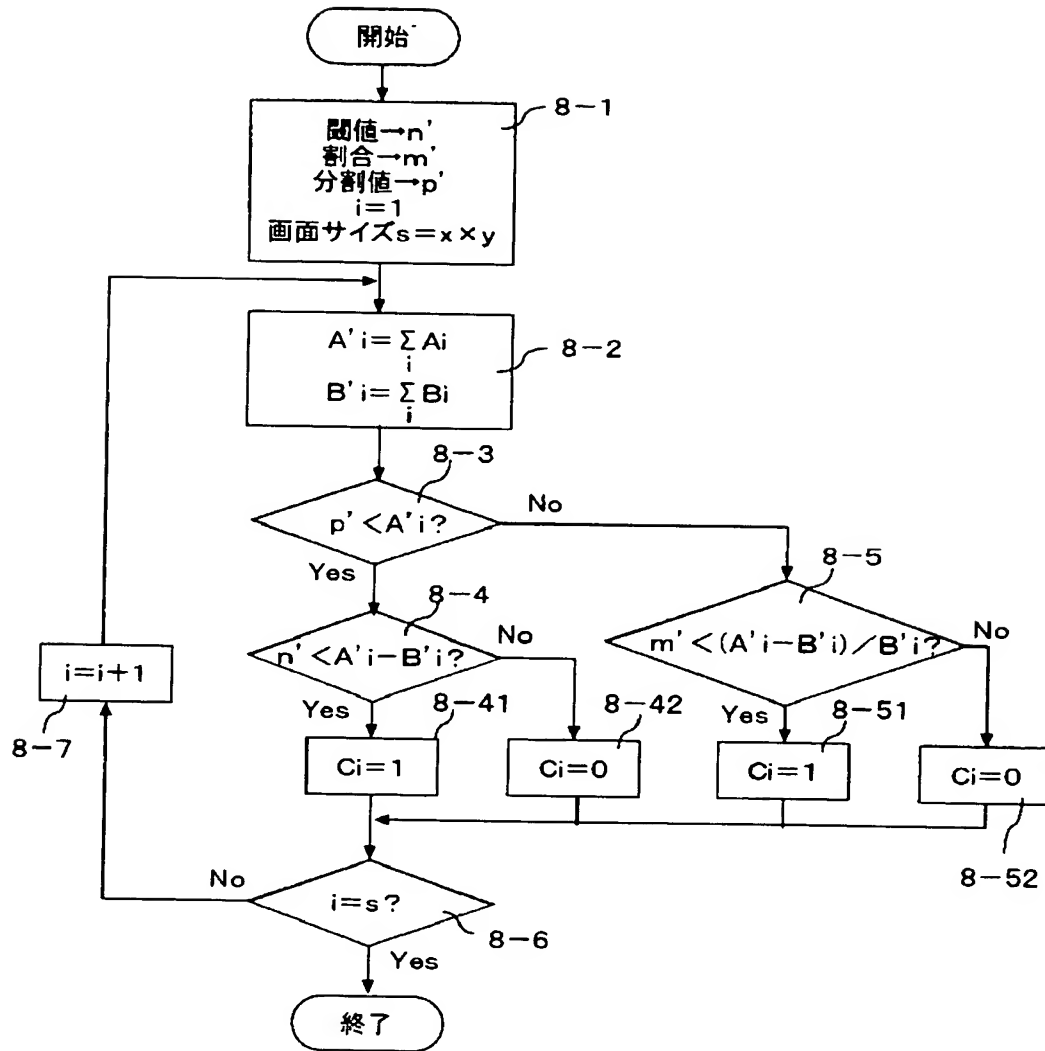 開始
8-1
閾値→n'
割合→m'
分割値→p'
i=1
画面サイズs=x×y
A'i=ΣAi
i
8-2
B'i=ΣBi
i
8-3
p'<A'i?
No
Yes
8-4
8-5
n'<A'i-B'i?
No
m'<(A'i-B'i)/B'i?
No
i=i+1
8-7
Yes
8-41
8-42
Yes
8-51
Ci=1
Ci=0
Ci=1
Ci=0
8-52
No
i=s?
8-6
Yes
終了